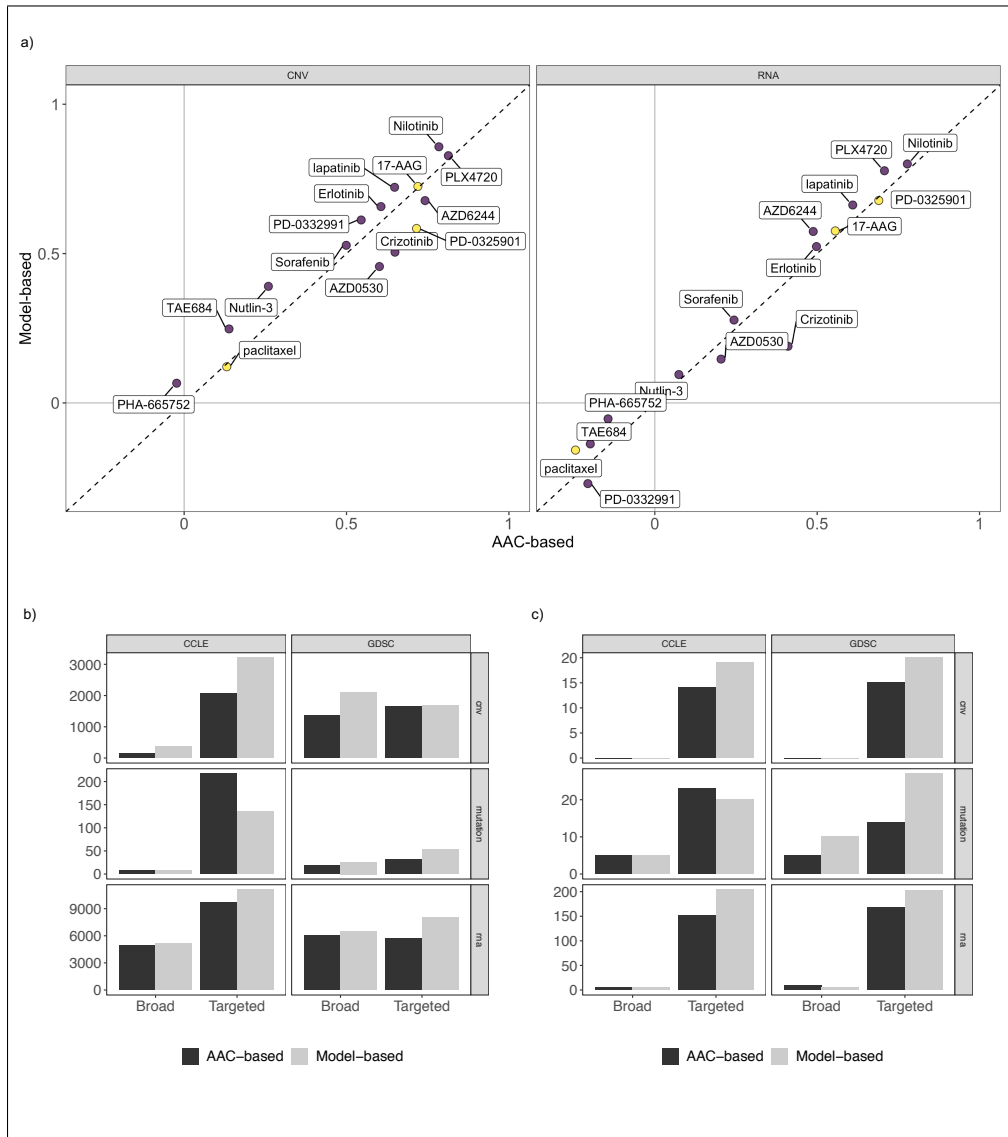 a)
CNV
RNA
Model-based
1
0.5
0
Nilotinib
17-AAG
lapatinib
PLX4720
Erlotinib
AZD6244
PD-0332991
Crizotinib
PD-0325901
Sorafenib
AZD0530
TAE684
Nutlin-3
paclitaxel
PHA-665752
PLX4720
Nilotinib
lapatinib
PD-0325901
AZD6244
17-AAG
Erlotinib
Sorafenib
Crizotinib
AZD0530
Nutlin-3
PHA-665752
TAE684
paclitaxel
PD-0332991
0 0.5 1
0 0.5 1
AAC-based
b)
CCLE GDSC
3000
2000
1000
0
cnv
200
150
100
50
0
mutation
9000
6000
3000
0
rna
Broad Targeted Broad Targeted
AAC-based Model-based
c)
CCLE GDSC
20
15
10
5
0
cnv
20
10
0
mutation
200
150
100
50
0
rna
Broad Targeted Broad Targeted
AAC-based Model-based